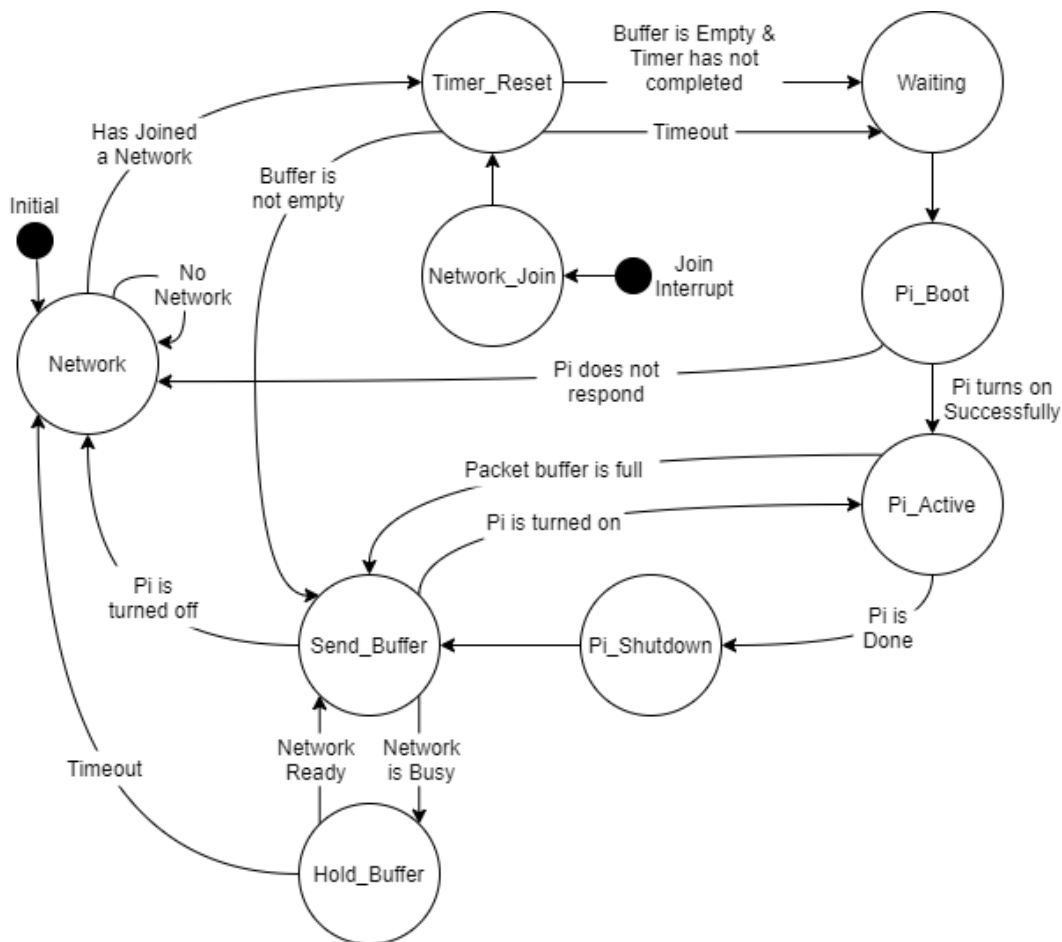 Buffer is Empty &
Timer has not
completed
Timer_Reset
Waiting
Has Joined
a Network
Timeout
Buffer is
not empty
Initial
No
Network
Network_Join
Join
Interrupt
Pi_Boot
Network
Pi does not
respond
Pi turns on
Successfully
Packet buffer is full
Pi_Active
Pi is turned on
Pi is
turned off
Pi is
Done
Send_Buffer
Pi_Shutdown
Network
Ready
Network
is Busy
Timeout
Hold_Buffer